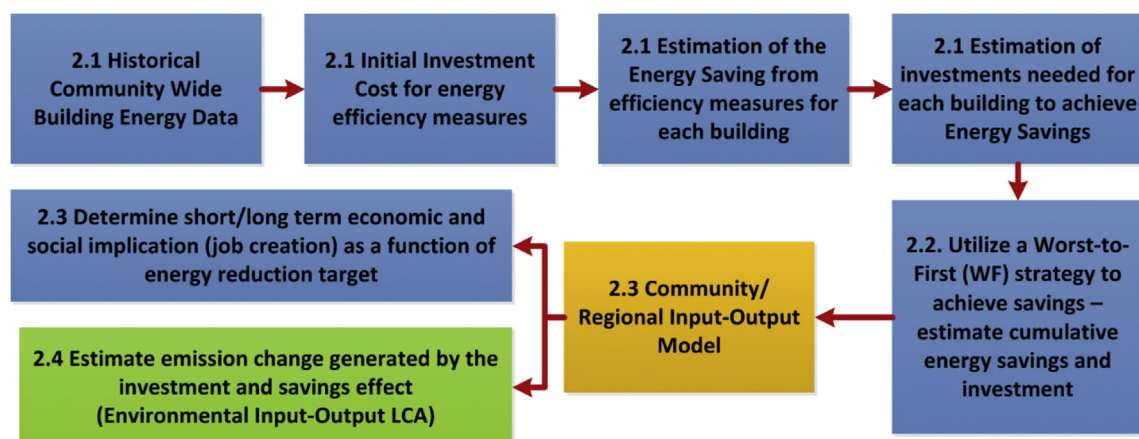 2.1 Historical
Community Wide
Building Energy Data
2.1 Initial Investment
Cost for energy
efficiency measures
2.1 Estimation of the
Energy Saving from
efficiency measures for
each building
2.1 Estimation of
investments needed for
each building to achieve
Energy Savings
2.2. Utilize a Worst-to-
First (WF) strategy to
achieve savings –
estimate cumulative
energy savings and
investment
2.3 Community/
Regional Input-Output
Model
2.3 Determine short/long term economic and
social implication (job creation) as a function of
energy reduction target
2.4 Estimate emission change generated by the
investment and savings effect
(Environmental Input-Output LCA)